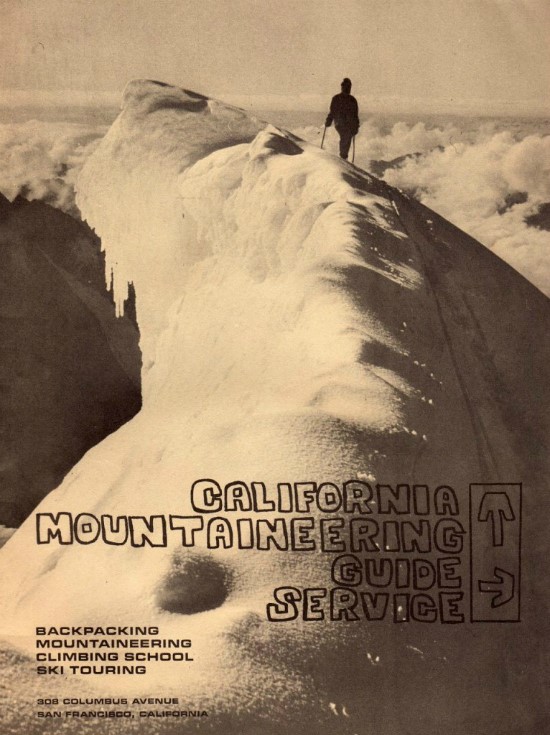 CALIFORNIA
MOUNTAINEERING
GUIDE
SERVICE
BACKPACKING
MOUNTAINEERING
CLIMBING SCHOOL
SKI TOURING
308 COLUMBUS AVENUE
SAN FRANCISCO, CALIFORNIA